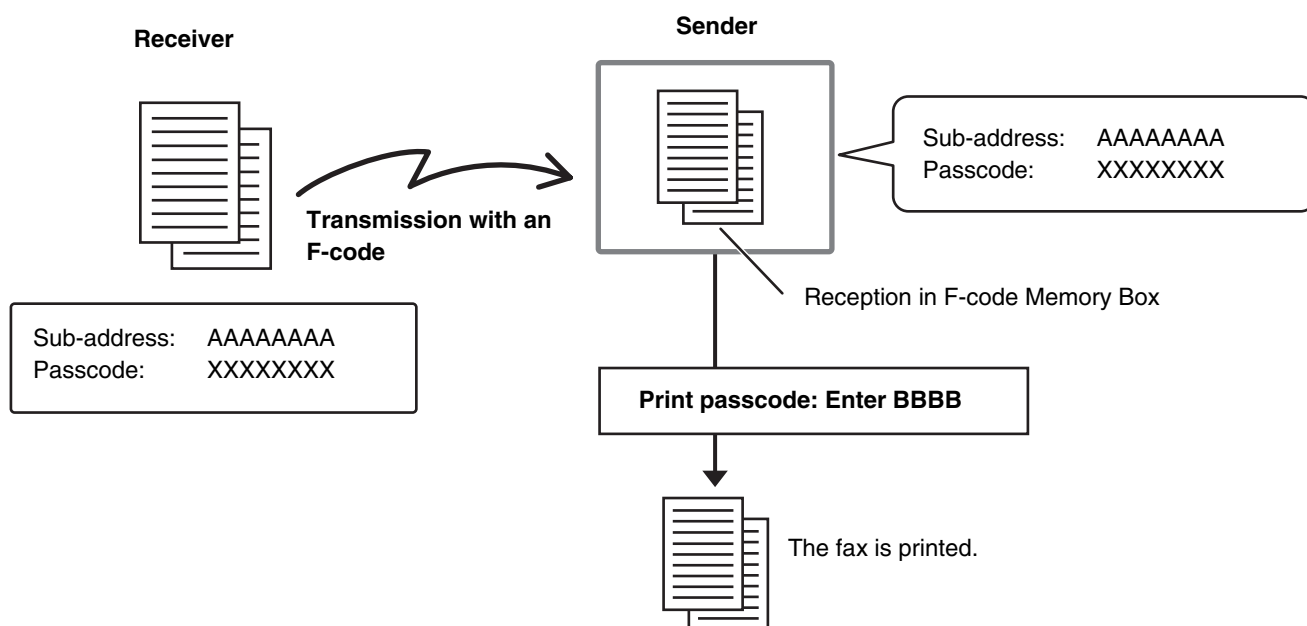 Receiver
Sender
Sub-address: AAAAAAAA
Passcode: XXXXXXXX
Transmission with an
F-code
Reception in F-code Memory Box
Sub-address: AAAAAAAA
Passcode: XXXXXXXX
Print passcode: Enter BBBB
The fax is printed.